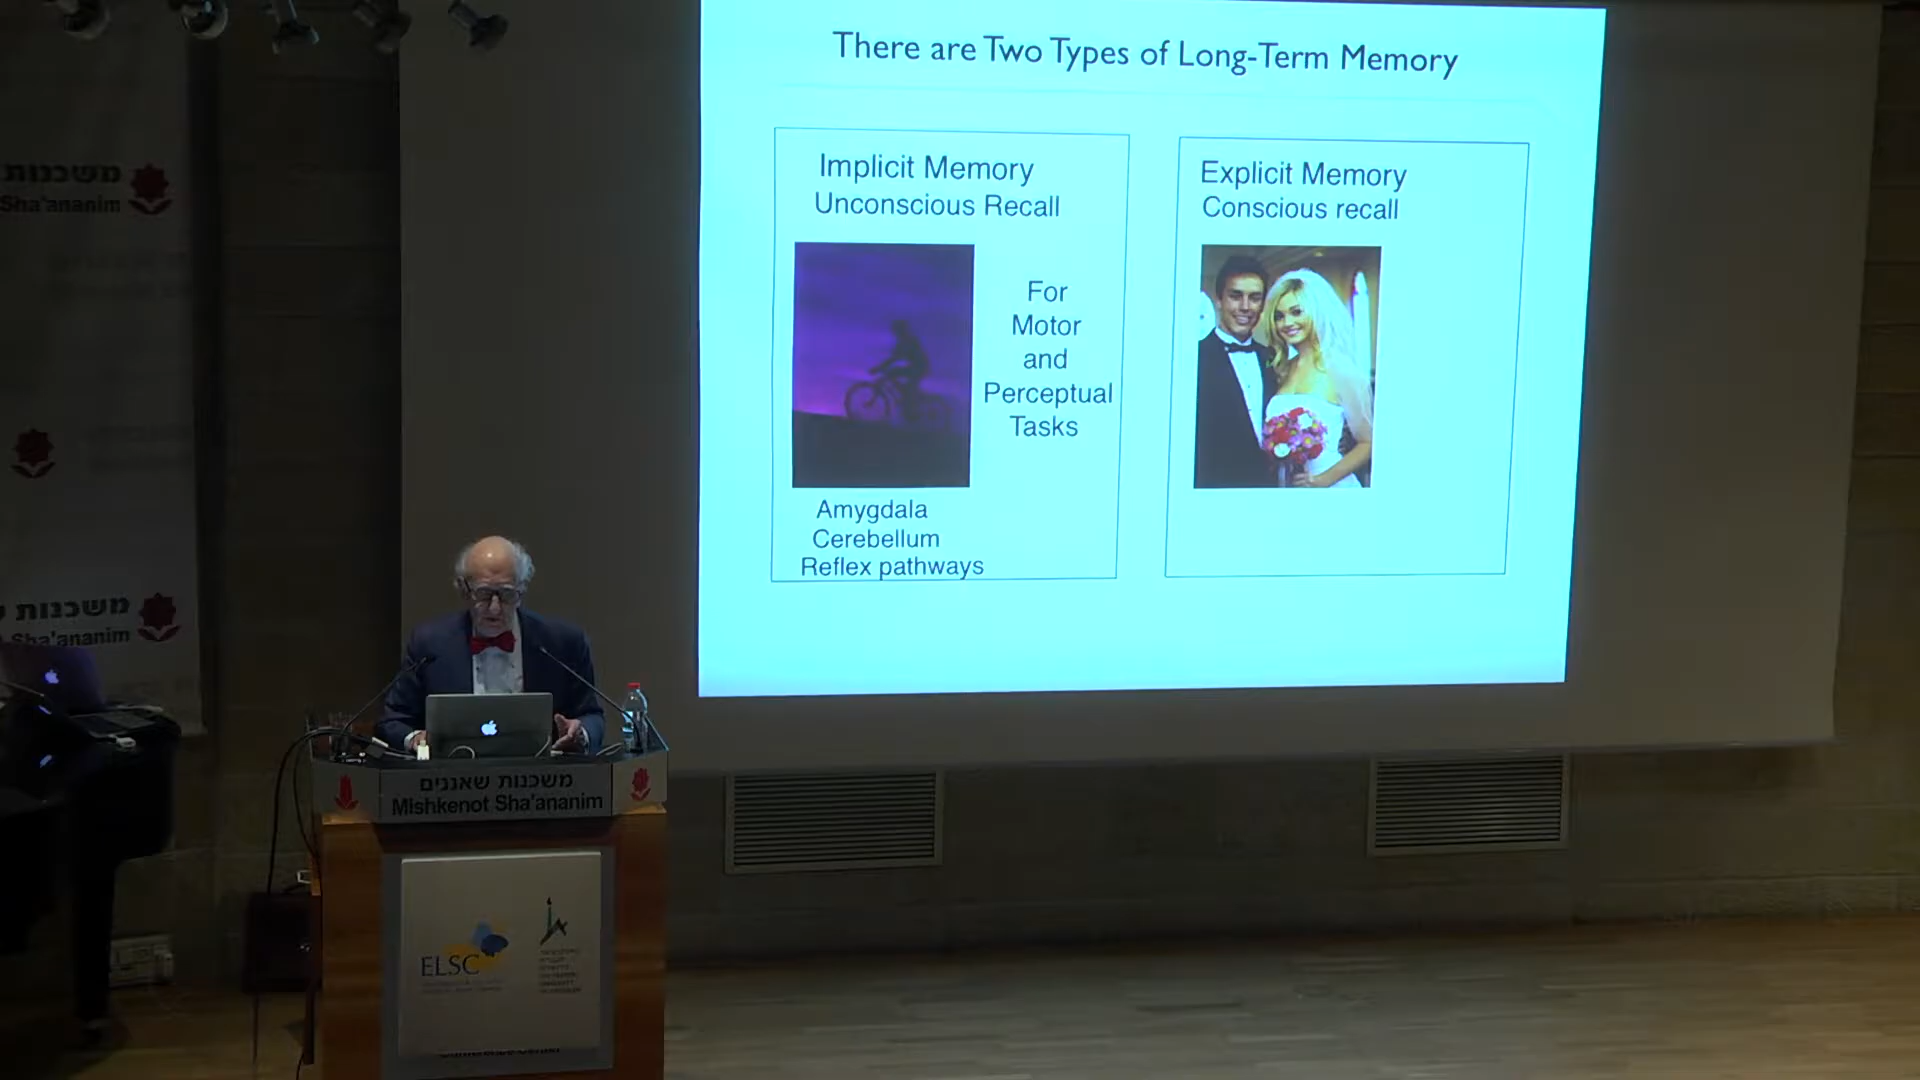 There are Two Types of Long-Term Memory
Implicit Memory
Unconscious Recall
For
Motor
and
Perceptual
Tasks
Amygdala
Cerebellum
Reflex pathways
Explicit Memory
Conscious recall
משכנות
Sha'ananim
משכנות
Sha'ananim
משכנות שאננים
Mishkenot Sha'ananim
ELSC